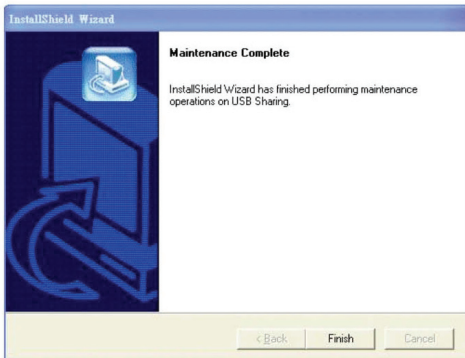 InstallShield Wizard
Maintenance Complete
InstallShield Wizard has finished performing maintenance
operations on USB Sharing.
< Back
Finish
Cancel